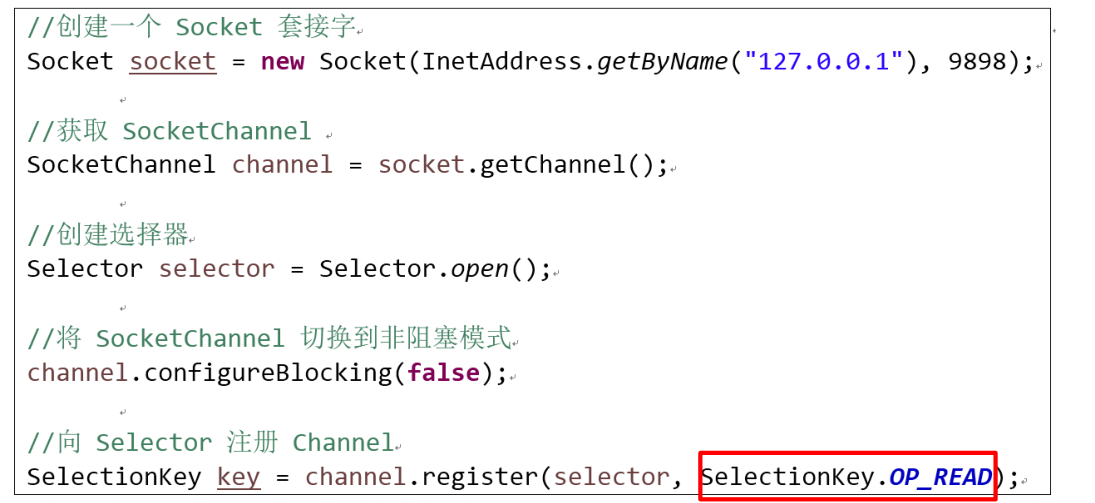 //创建一个 Socket 套接字
Socket socket = new Socket(InetAddress.getByName("127.0.0.1"), 9898);
//获取 SocketChannel
SocketChannel channel = socket.getChannel();
//创建选择器
Selector selector = Selector.open();
//将 SocketChannel 切换到非阻塞模式
channel.configureBlocking(false);
//向 Selector 注册 Channel
SelectionKey key = channel.register(selector, SelectionKey.OP_READ);